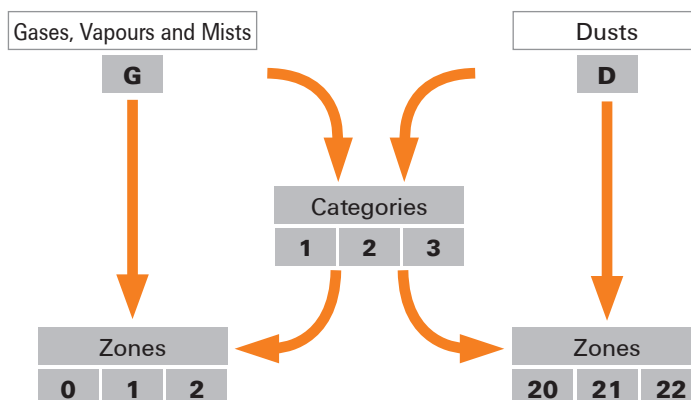 Gases, Vapours and Mists
G
Dusts
D
Categories
1 2 3
Zones
0 1 2
Zones
20 21 22